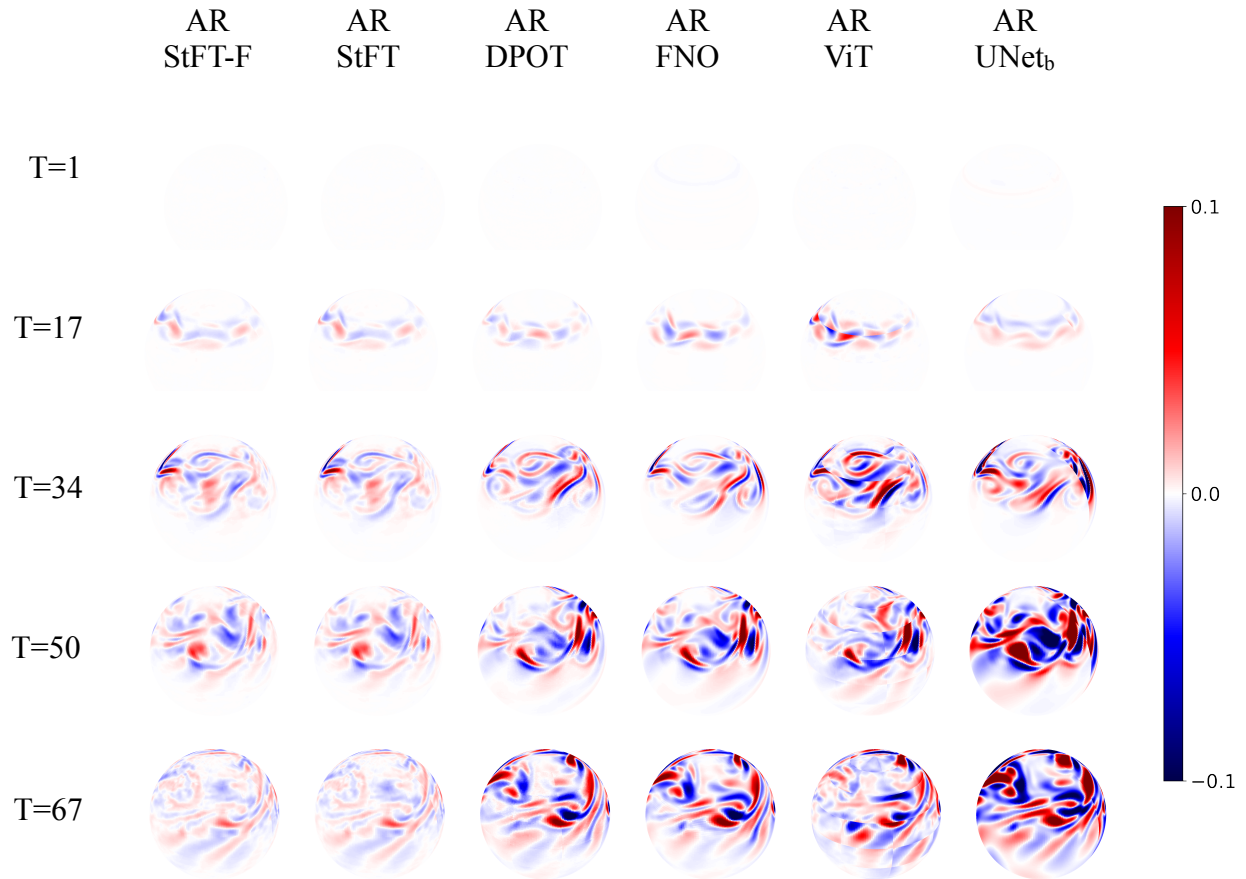 AR AR AR AR AR AR
StFT-F StFT DPOT FNO ViT UNetb
T=1
0.1
T=17
T=34
0.0
T=50
−0.1
T=67